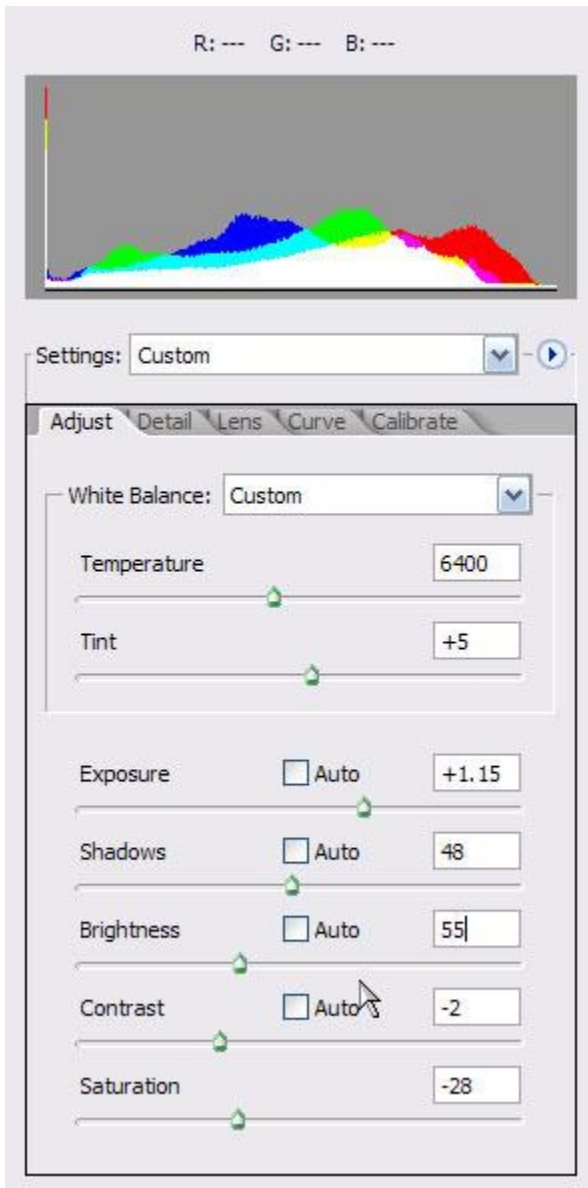 R: --- G: --- B: ---
Settings: Custom
Adjust Detail Lens Curve Calibrate
White Balance: Custom
Temperature 6400
Tint +5
Exposure Auto +1.15
Shadows Auto 48
Brightness Auto 55
Contrast Auto -2
Saturation -28